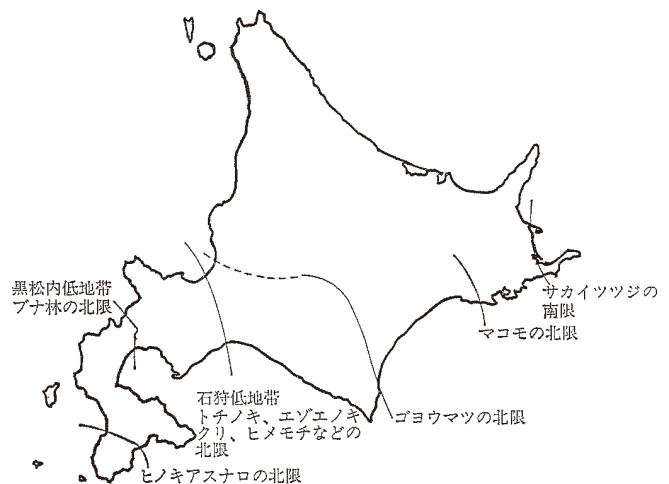 黒松内低地帯
ブナ林の北限
サカイツツジの
南限
マコモの北限
石狩低地帯
トチノキ、エゾエノキ
クリ、ヒメモチなどの
北限
ゴヨウマツの北限
ヒノキアスナロの北限